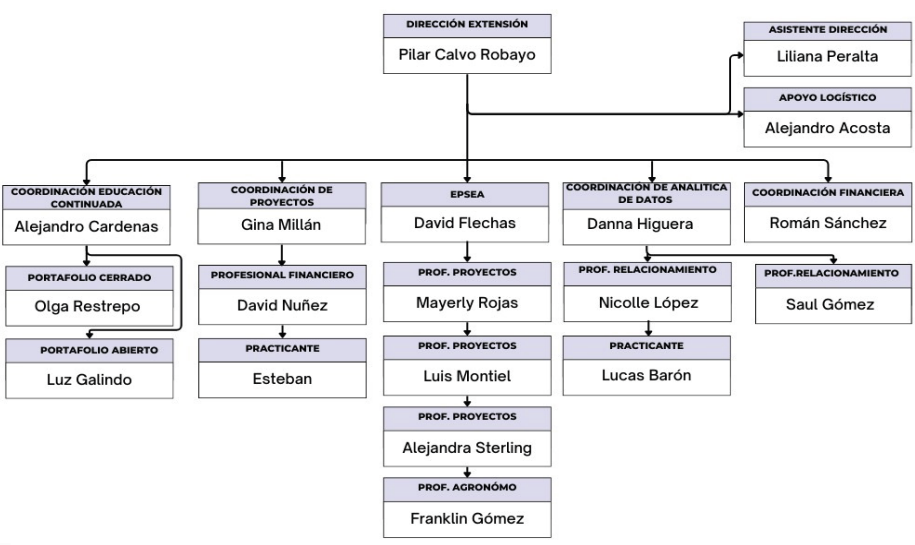 DIRECCIÓN EXTENSIÓN
Pilar Calvo Robayo
ASISTENTE DIRECCIÓN
Liliana Peralta
APOYO LOGÍSTICO
Alejandro Acosta
COORDINACIÓN EDUCACIÓN
CONTINUADA
Alejandro Cardenas
COORDINACIÓN DE
PROYECTOS
Gina Millán
EPSEA
David Flechas
COORDINACIÓN DE ANALITICA
DE DATOS
Danna Higuera
COORDINACIÓN FINANCIERA
Román Sánchez
PORTAFOLIO CERRADO
Olga Restrepo
PROFESIONAL FINANCIERO
David Nuñez
PROF. PROYECTOS
Mayerly Rojas
PROF. RELACIONAMIENTO
Nicolle López
PROF.RELACIONAMIENTO
Saul Gómez
PORTAFOLIO ABIERTO
Luz Galindo
PRACTICANTE
Esteban
PROF. PROYECTOS
Luis Montiel
PRACTICANTE
Lucas Barón
PROF. PROYECTOS
Alejandra Sterling
PROF. AGRONÓMO
Franklin Gómez